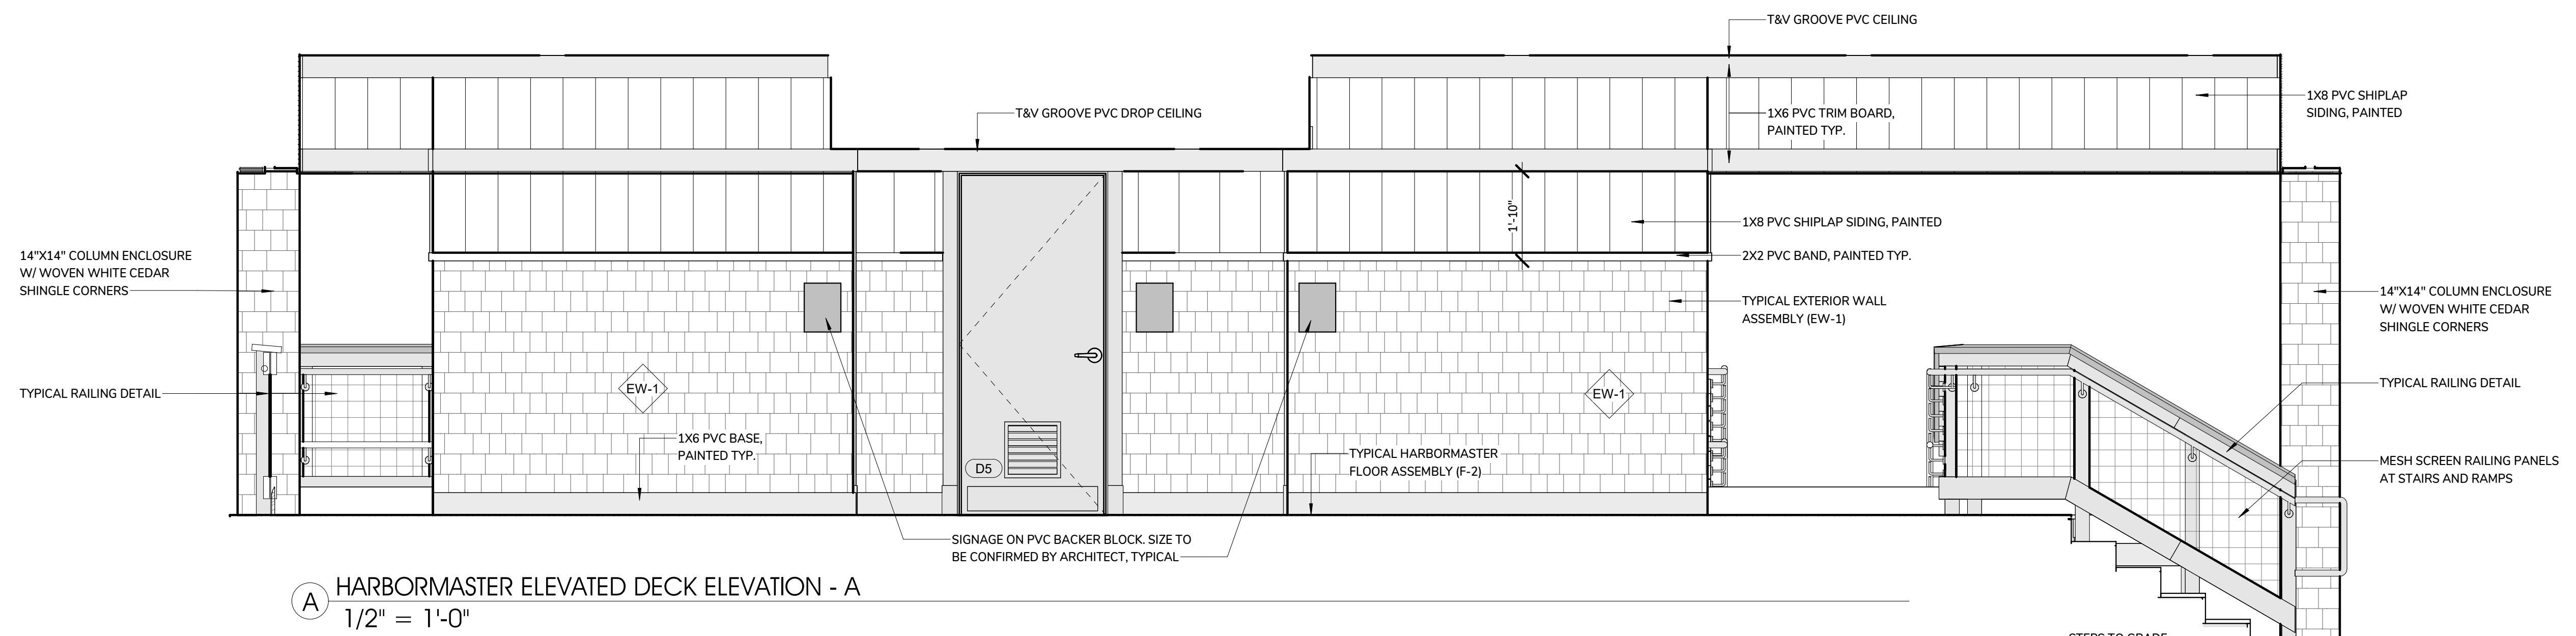 T&V GROOVE PVC CEILING
1X8 PVC SHIPLAP
SIDING, PAINTED
T&V GROOVE PVC DROP CEILING
1X6 PVC TRIM BOARD,
PAINTED TYP.
1'-10"
1X8 PVC SHIPLAP SIDING, PAINTED
2X2 PVC BAND, PAINTED TYP.
14"X14" COLUMN ENCLOSURE
W/ WOVEN WHITE CEDAR
SHINGLE CORNERS
TYPICAL EXTERIOR WALL
ASSEMBLY (EW-1)
14"X14" COLUMN ENCLOSURE
W/ WOVEN WHITE CEDAR
SHINGLE CORNERS
TYPICAL RAILING DETAIL
EW-1
EW-1
TYPICAL RAILING DETAIL
1X6 PVC BASE,
PAINTED TYP.
D5
TYPICAL HARBORMASTER
FLOOR ASSEMBLY (F-2)
MESH SCREEN RAILING PANELS
AT STAIRS AND RAMPS
SIGNAGE ON PVC BACKER BLOCK. SIZE TO
BE CONFIRMED BY ARCHITECT, TYPICAL
A
HARBORMASTER ELEVATED DECK ELEVATION - A
1/2" = 1'-0"
STEPS TO GRADE